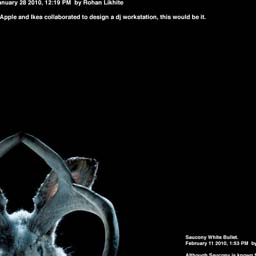 anuary 28 2010, 12:19 PM by Rohan Likhite
Apple and Ikea collaborated to design a dj workstation, this would be it.
Saucony White Bullet.
February 11 2010, 1:53 PM by
Although Saucony is known f